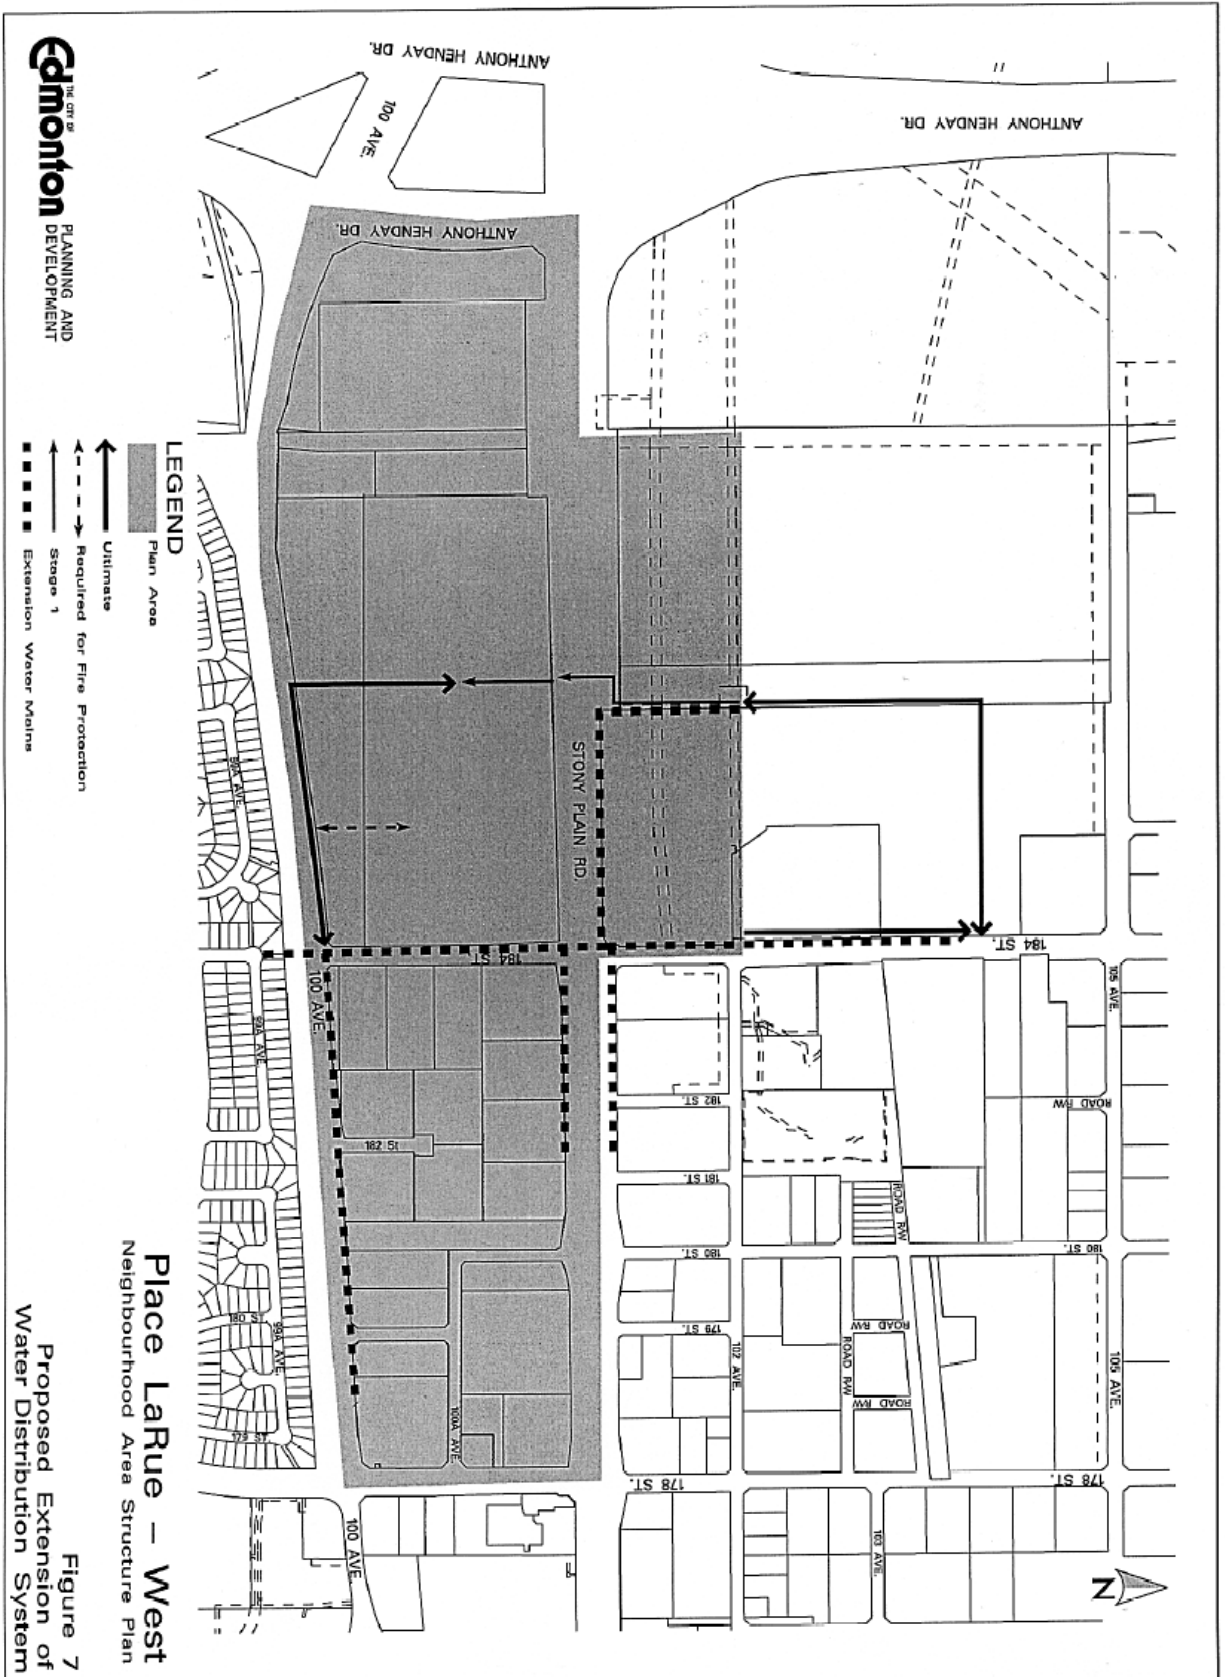 ANTHONY HENDAY DR.
100 AVE.
ANTHONY HENDAY DR.
ANTHONY HENDAY DR.
STONY PLAIN RD.
184 ST.
184 ST.
100 AVE.
182 St
182 ST.
181 ST.
180 ST.
179 ST.
178 ST.
178 ST.
180 ST.
105 AVE.
105 AVE.
102 AVE.
103 AVE.
100A AVE.
100 AVE.
ROAD R/W
ROAD R/W
ROAD R/W
ROAD R/W
ROAD R/W
99A AVE.
99A AVE.
99A AVE.
180 ST.
179 ST.
N
THE CITY OF
Edmonton
PLANNING AND
DEVELOPMENT
LEGEND
Plan Area
Ultimate
Required for Fire Protection
Stage 1
Extension Water Mains
Place LaRue – West
Neighbourhood Area Structure Plan
Figure 7
Proposed Extension of
Water Distribution System